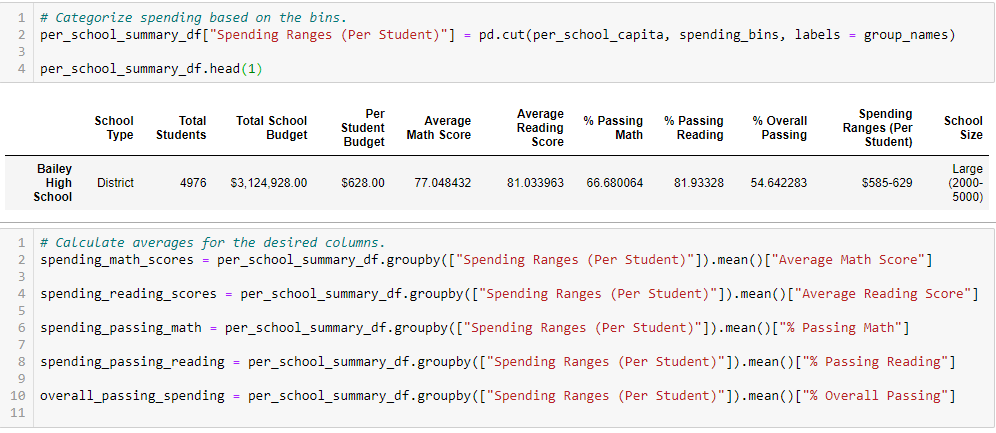 1 # Categorize spending based on the bins.
2 per_school_summary_df["Spending Ranges (Per Student)"] = pd.cut(per_school_capita, spending_bins, labels = group_names)
3
4 per_school_summary_df.head(1)
School Type Total Students Total School Budget Per Student Budget Average Math Score Average Reading Score % Passing Math % Passing Reading % Overall Passing Spending Ranges (Per Student) School Size
Bailey High School District 4976 $3,124,928.00 $628.00 77.048432 81.033963 66.680064 81.93328 54.642283 $585-629 Large (2000-5000)
1 # Calculate averages for the desired columns.
2 spending_math_scores = per_school_summary_df.groupby(["Spending Ranges (Per Student)"]).mean()["Average Math Score"]
3
4 spending_reading_scores = per_school_summary_df.groupby(["Spending Ranges (Per Student)"]).mean()["Average Reading Score"]
5
6 spending_passing_math = per_school_summary_df.groupby(["Spending Ranges (Per Student)"]).mean()["% Passing Math"]
7
8 spending_passing_reading = per_school_summary_df.groupby(["Spending Ranges (Per Student)"]).mean()["% Passing Reading"]
9
10 overall_passing_spending = per_school_summary_df.groupby(["Spending Ranges (Per Student)"]).mean()["% Overall Passing"]
11